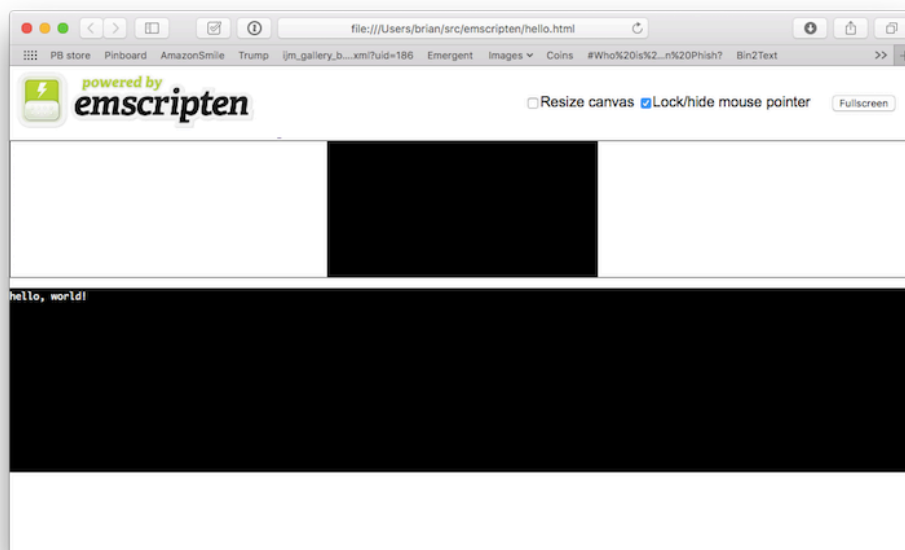 file:///Users/brian/src/emscripten/hello.html
PB store Pinboard AmazonSmile Trump ijm_gallery_b....xml?uid=186 Emergent Images Coins #Who%20is%2...n%20Phish? Bin2Text >>
powered by
emscripten
Resize canvas Lock/hide mouse pointer Fullscreen
hello, world!